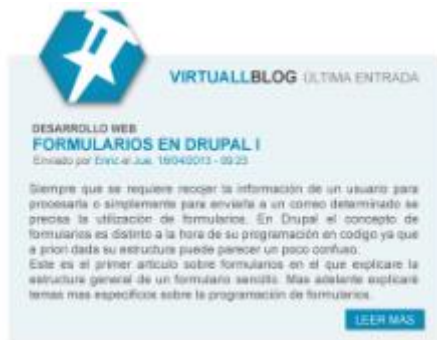 VIRTUALLBLOG ÚLTIMA ENTRADA
DESARROLLO WEB
FORMULARIOS EN DRUPAL I
Enviado por Enric el Jue, 18/04/2013 - 09:23
Siempre que se requiere recojer la información de un usuario para
procesarla o simplemente para enviarla a un correo determinado se
precisa la utilización de formularios. En Drupal el concepto de
formularios es distinto a la hora de su programación en codigo ya que
a priori dada su estructura puede parecer un poco confuso.
Este es el primer articulo sobre formularios en el que explicare la
estructura general de un formulario sencillo. Mas adelante explicaré
temas mas especificos sobre la programación de formularios.
LEER MÁS